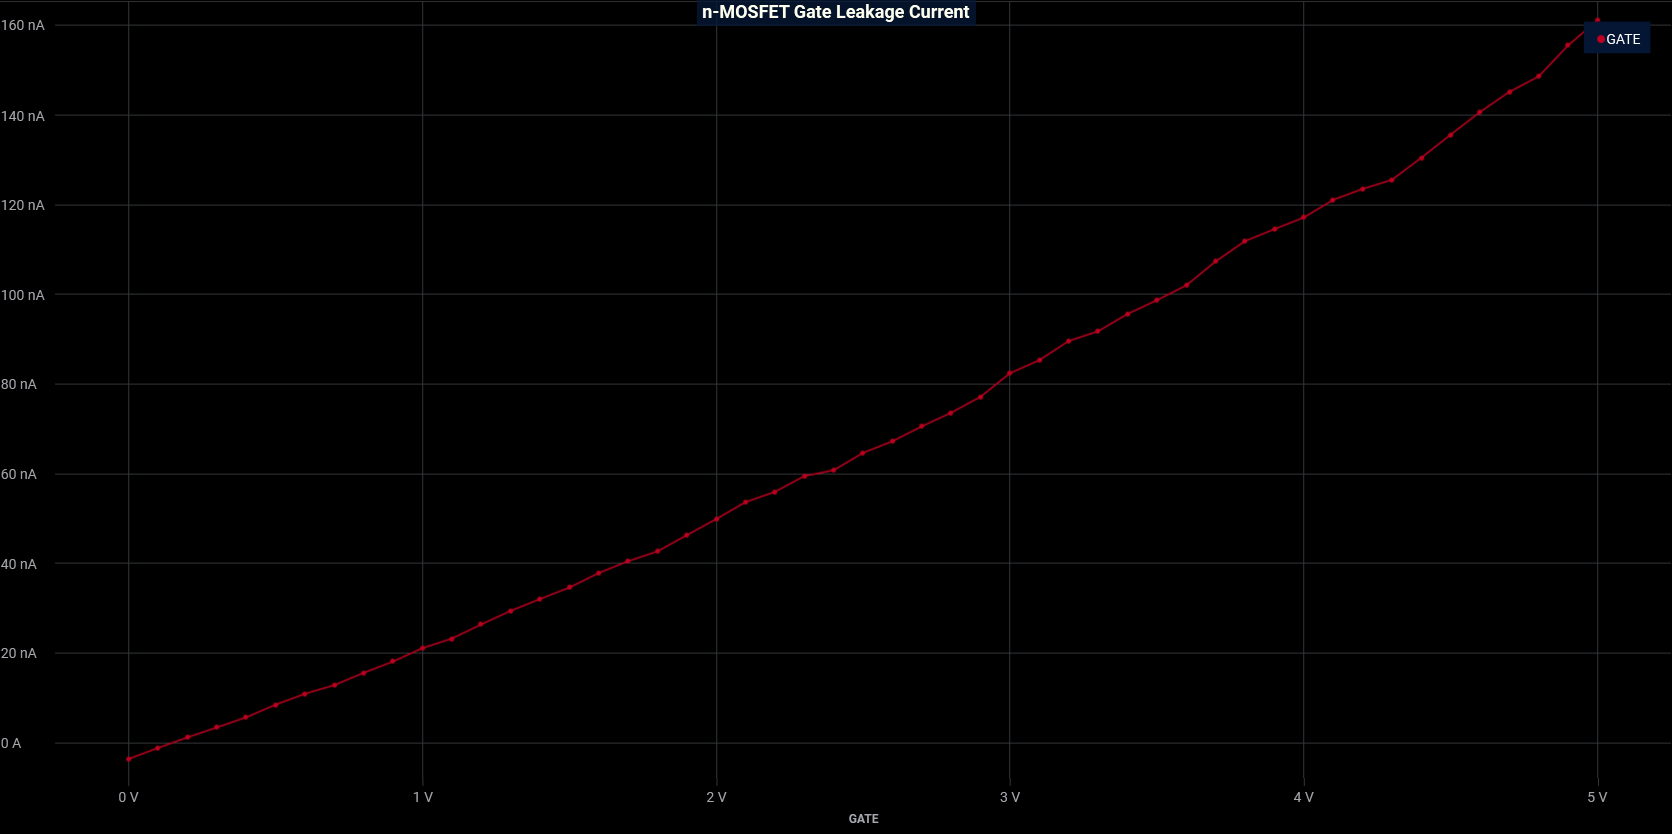 n-MOSFET Gate Leakage Current
GATE
160 nA
140 nA
120 nA
100 nA
80 nA
60 nA
40 nA
20 nA
0 A
0 V
1 V
2 V
3 V
4 V
5 V
GATE